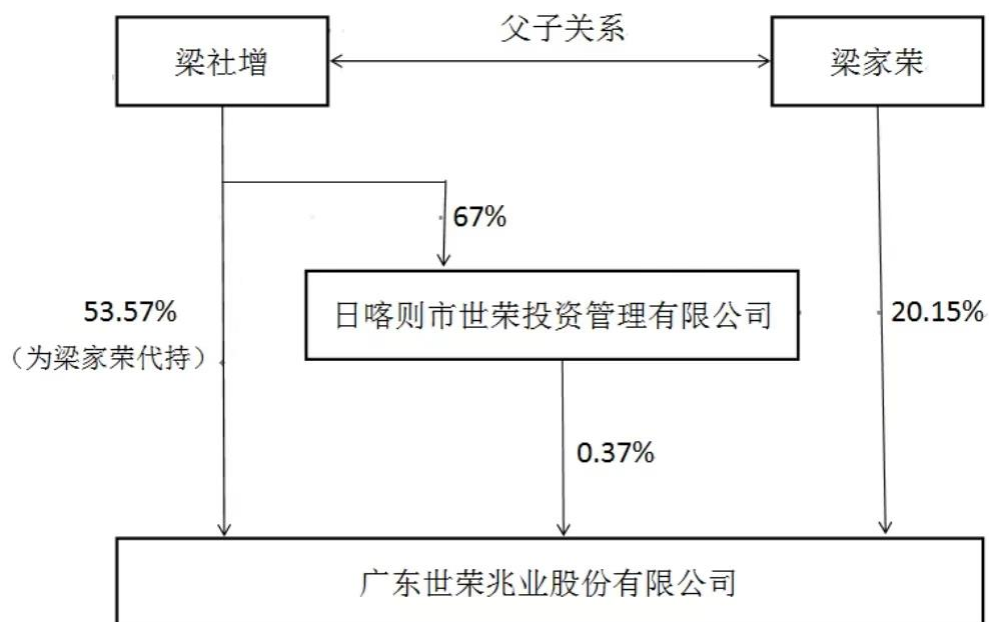 父子关系
梁社增
梁家荣
67%
53.57%
（为梁家荣代持）
日喀则市世荣投资管理有限公司
20.15%
0.37%
广东世荣兆业股份有限公司